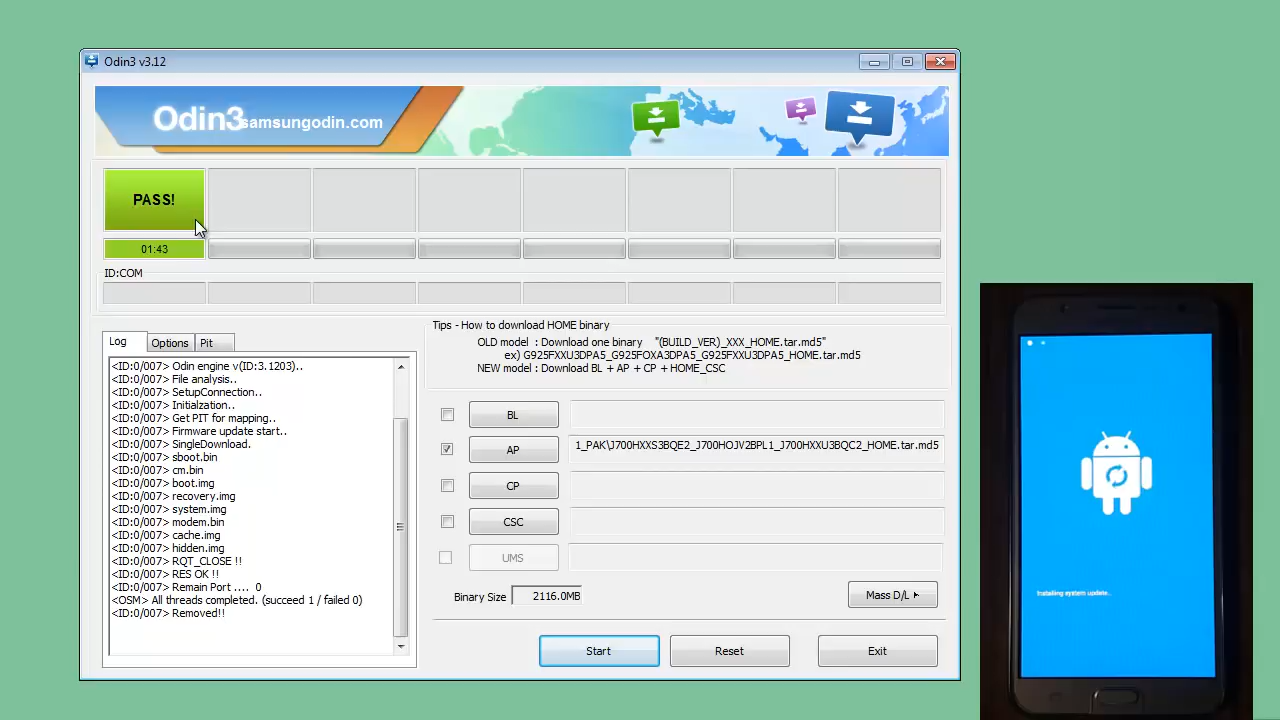 Odin3 v3.12
Odin3 samsungodin.com
PASS!
01:43
ID:COM
Log
Options
Pit
<ID:0/007> Odin engine v(ID:3.1203)..
<ID:0/007> File analysis..
<ID:0/007> SetupConnection..
<ID:0/007> Initialzation..
<ID:0/007> Get PIT for mapping..
<ID:0/007> Firmware update start..
<ID:0/007> SingleDownload.
<ID:0/007> sboot.bin
<ID:0/007> cm.bin
<ID:0/007> boot.img
<ID:0/007> recovery.img
<ID:0/007> system.img
<ID:0/007> modem.bin
<ID:0/007> cache.img
<ID:0/007> hidden.img
<ID:0/007> RQT_CLOSE !!
<ID:0/007> RES OK !!
<ID:0/007> Remain Port .... 0
<OSM> All threads completed. (succeed 1 / failed 0)
<ID:0/007> Removed!!
Tips - How to download HOME binary
OLD model : Download one binary "(BUILD_VER)_XXX_HOME.tar.md5"
ex) G925FXXU3DPA5_G925FOXA3DPA5_G925FXXU3DPA5_HOME.tar.md5
NEW model : Download BL + AP + CP + HOME_CSC
BL
AP
1_PAK\J700HXXS3BQE2_J700HOJV2BPL1_J700HXXU3BQC2_HOME.tar.md5
CP
CSC
UMS
Binary Size
2116.0MB
Mass D/L
Start
Reset
Exit
Installing system update...